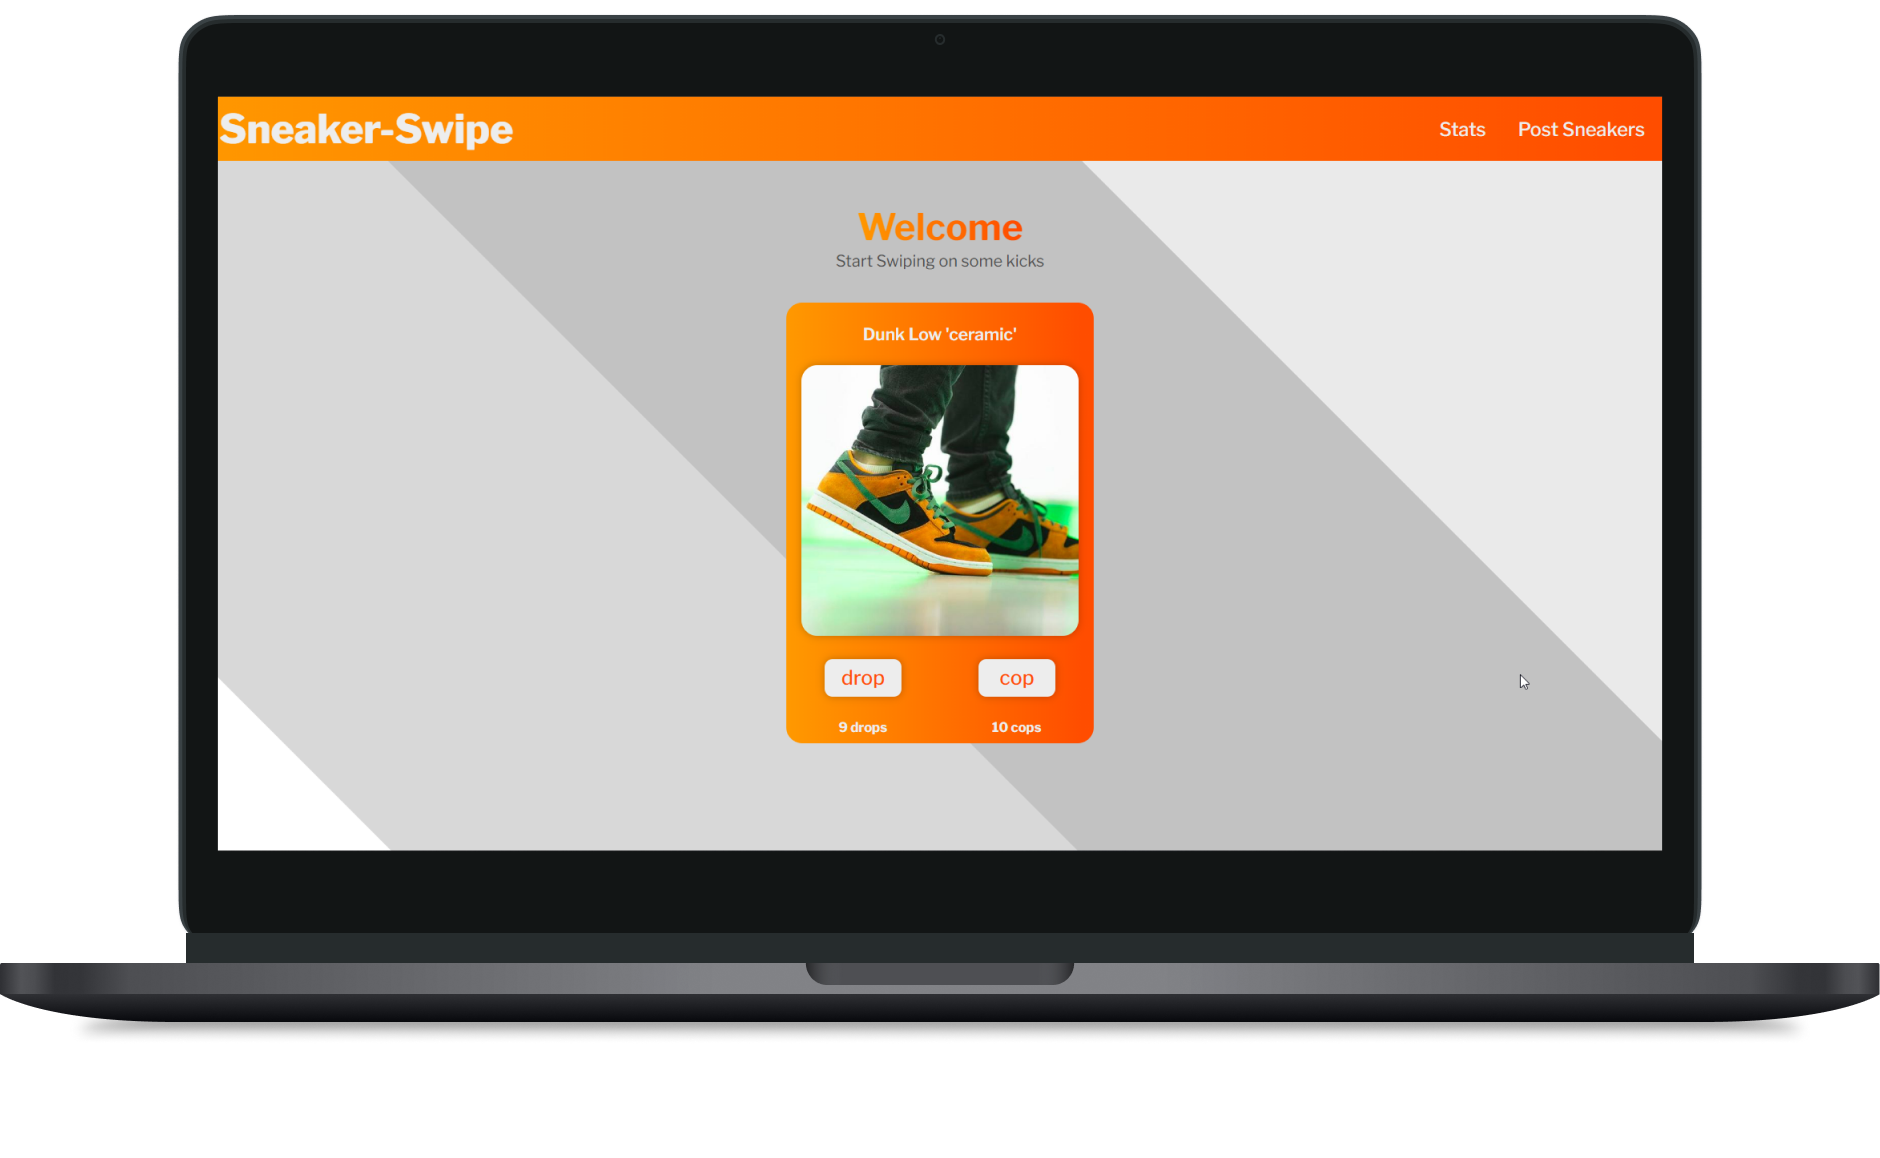 Sneaker-Swipe
Stats
Post Sneakers
Welcome
Start Swiping on some kicks
Dunk Low 'ceramic'
drop
cop
9 drops
10 cops